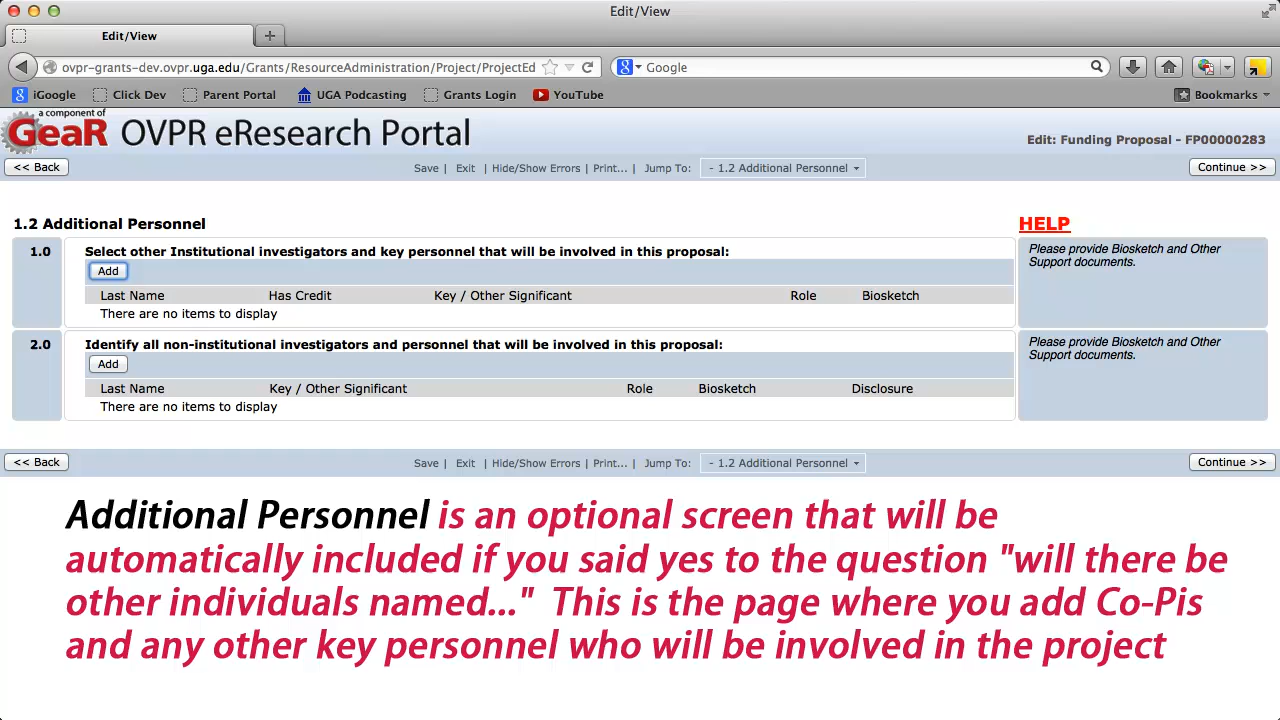 Edit/View
Edit/View
ovpr-grants-dev.ovpr.uga.edu/Grants/ResourceAdministration/Project/ProjectEd
Google
iGoogle Click Dev Parent Portal UGA Podcasting Grants Login YouTube Bookmarks
a component of
GeaR OVPR eResearch Portal
Edit: Funding Proposal - FP00000283
<< Back Save | Exit | Hide/Show Errors | Print... | Jump To: - 1.2 Additional Personnel Continue >>
1.2 Additional Personnel HELP
1.0 Select other Institutional investigators and key personnel that will be involved in this proposal:
Add
Last Name Has Credit Key / Other Significant Role Biosketch
There are no items to display
Please provide Biosketch and Other
Support documents.
2.0 Identify all non-institutional investigators and personnel that will be involved in this proposal:
Add
Last Name Key / Other Significant Role Biosketch Disclosure
There are no items to display
Please provide Biosketch and Other
Support documents.
<< Back Save | Exit | Hide/Show Errors | Print... | Jump To: - 1.2 Additional Personnel Continue >>
Additional Personnel is an optional screen that will be
automatically included if you said yes to the question "will there be
other individuals named..." This is the page where you add Co-Pis
and any other key personnel who will be involved in the project